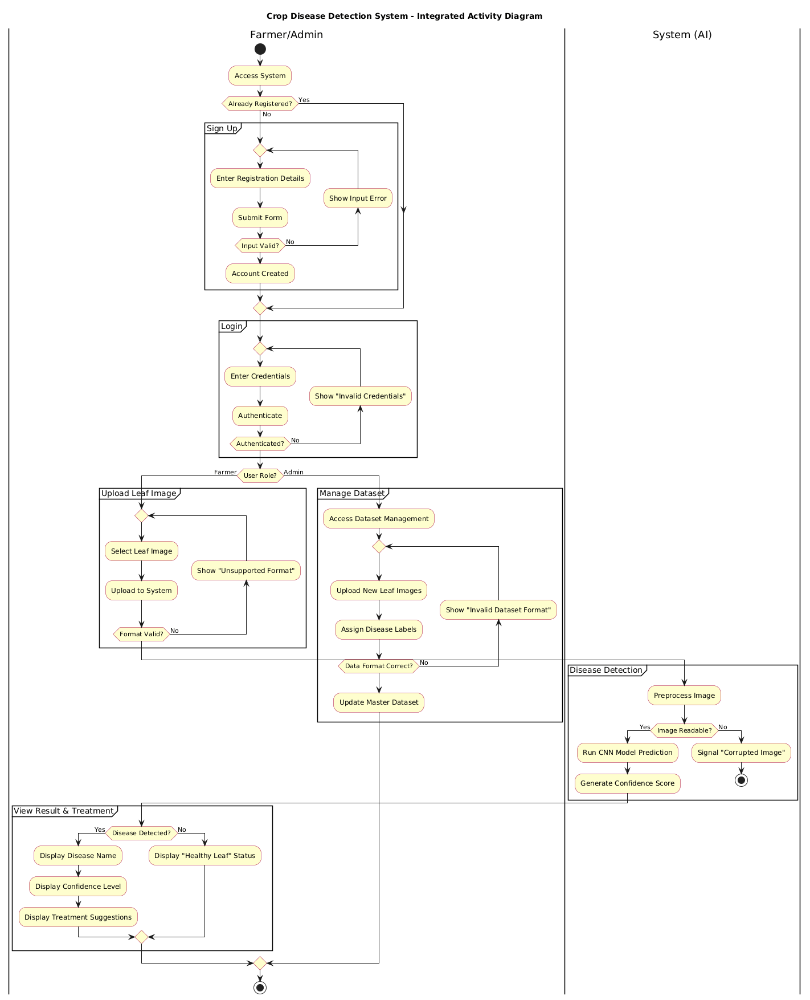 Crop Disease Detection System - Integrated Activity Diagram
Farmer/Admin
System (AI)
Access System
Already Registered?
Yes
No
Sign Up
Enter Registration Details
Show Input Error
Submit Form
Input Valid?
No
Account Created
Login
Enter Credentials
Show "Invalid Credentials"
Authenticate
Authenticated?
No
User Role?
Farmer
Admin
Upload Leaf Image
Select Leaf Image
Show "Unsupported Format"
Upload to System
Format Valid?
No
Manage Dataset
Access Dataset Management
Upload New Leaf Images
Show "Invalid Dataset Format"
Assign Disease Labels
Data Format Correct?
No
Update Master Dataset
Disease Detection
Preprocess Image
Image Readable?
Yes
No
Run CNN Model Prediction
Signal "Corrupted Image"
Generate Confidence Score
View Result & Treatment
Disease Detected?
Yes
No
Display Disease Name
Display "Healthy Leaf" Status
Display Confidence Level
Display Treatment Suggestions